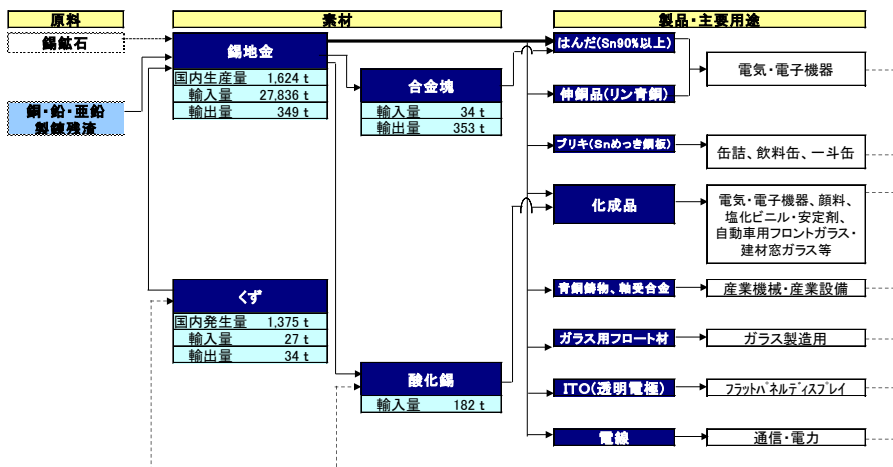 原料
素材
製品・主要用途
錫鉱石
銅・鉛・亜鉛
製錬残渣
錫地金
国内生産量 1,624 t
輸入量 27,836 t
輸出量 349 t
合金塊
輸入量 34 t
輸出量 353 t
くず
国内発生量 1,375 t
輸入量 27 t
輸出量 34 t
酸化錫
輸入量 182 t
はんだ(Sn90%以上)
伸銅品(リン青銅)
電気・電子機器
ブリキ(Snめっき鋼板)
缶詰、飲料缶、一斗缶
化成品
電気・電子機器、顔料、
塩化ビニル・安定剤、
自動車用フロントガラス・
建材窓ガラス等
青銅鋳物、軸受合金
産業機械・産業設備
ガラス用フロート材
ガラス製造用
ITO(透明電極)
フラットパネルディスプレイ
電線
通信・電力